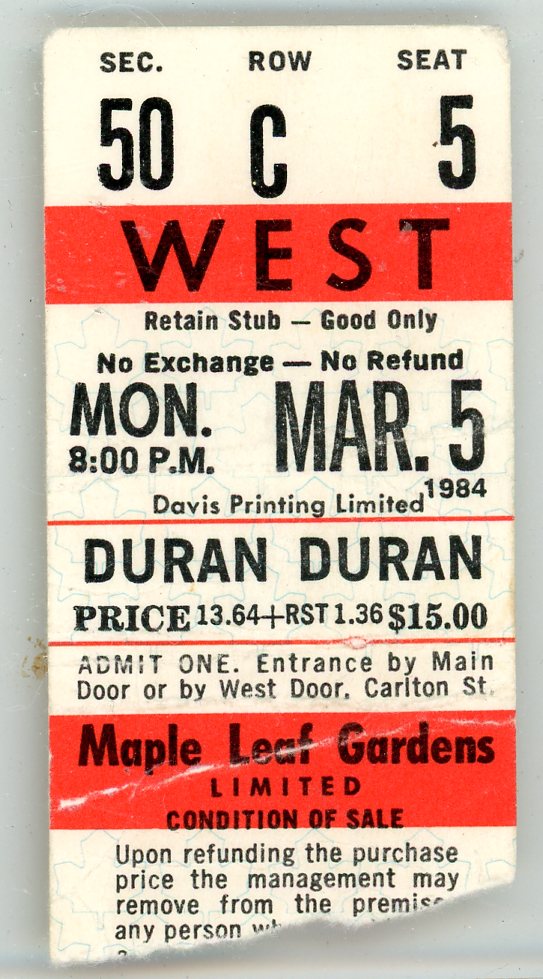 SEC. ROW SEAT
50 C 5
WEST
Retain Stub — Good Only
No Exchange — No Refund
MON. MAR. 5
8:00 P.M.
1984
Davis Printing Limited
DURAN DURAN
PRICE 13.64+RST 1.36 $15.00
ADMIT ONE. Entrance by Main
Door or by West Door, Carlton St.
Maple Leaf Gardens
LIMITED
CONDITION OF SALE
Upon refunding the purchase
price the management may
remove from the
any person